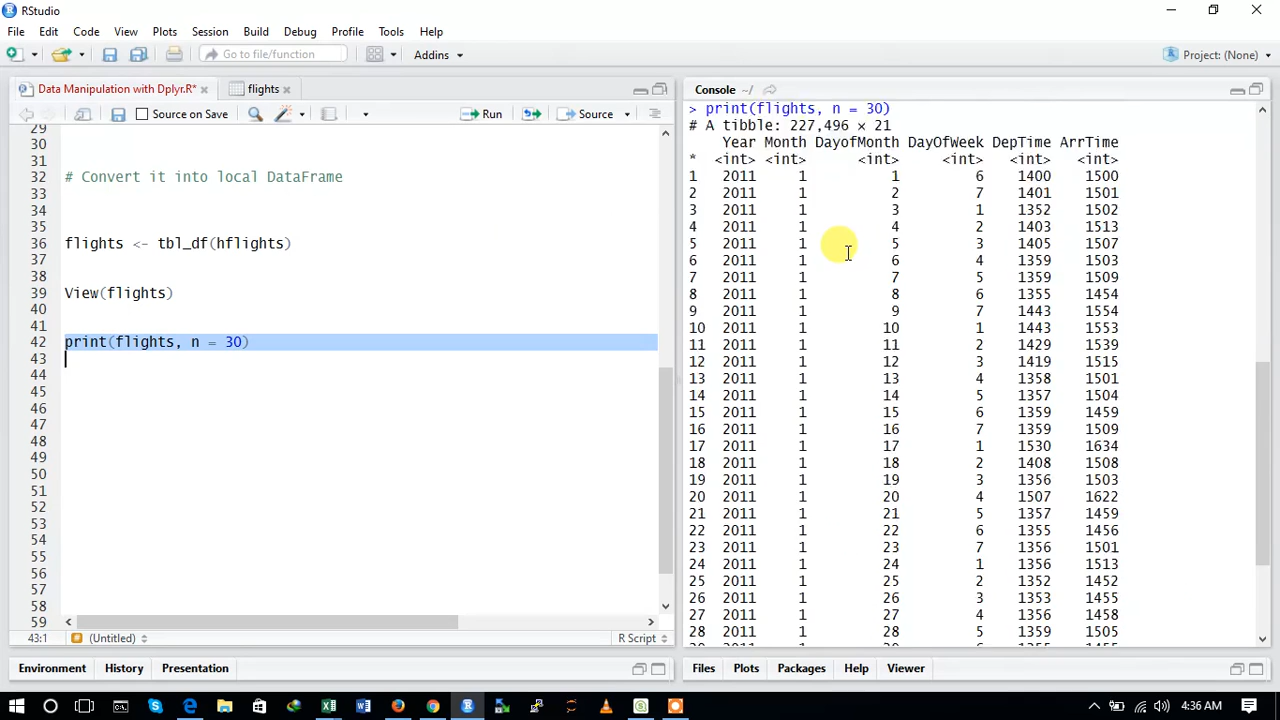 RStudio
File Edit Code View Plots Session Build Debug Profile Tools Help
Go to file/function Addins Project: (None)
Data Manipulation with Dplyr.R* flights
Source on Save Run Source
29
30
31
32 # Convert it into local DataFrame
33
34
35
36 flights <- tbl_df(hflights)
37
38
39 View(flights)
40
41
42 print(flights, n = 30)
43
44
45
46
47
48
49
50
51
52
53
54
55
56
57
58
59
43:1 (Untitled) R Script
Environment History Presentation
Console ~/
> print(flights, n = 30)
# A tibble: 227,496 × 21
Year Month DayofMonth DayOfWeek DepTime ArrTime
* <int> <int> <int> <int> <int> <int>
1 2011 1 1 6 1400 1500
2 2011 1 2 7 1401 1501
3 2011 1 3 1 1352 1502
4 2011 1 4 2 1403 1513
5 2011 1 5 3 1405 1507
6 2011 1 6 4 1359 1503
7 2011 1 7 5 1359 1509
8 2011 1 8 6 1355 1454
9 2011 1 9 7 1443 1554
10 2011 1 10 1 1443 1553
11 2011 1 11 2 1429 1539
12 2011 1 12 3 1419 1515
13 2011 1 13 4 1358 1501
14 2011 1 14 5 1357 1504
15 2011 1 15 6 1359 1459
16 2011 1 16 7 1359 1509
17 2011 1 17 1 1530 1634
18 2011 1 18 2 1408 1508
19 2011 1 19 3 1356 1503
20 2011 1 20 4 1507 1622
21 2011 1 21 5 1357 1459
22 2011 1 22 6 1355 1456
23 2011 1 23 7 1356 1501
24 2011 1 24 1 1356 1513
25 2011 1 25 2 1352 1452
26 2011 1 26 3 1353 1455
27 2011 1 27 4 1356 1458
28 2011 1 28 5 1359 1505
Files Plots Packages Help Viewer
4:36 AM